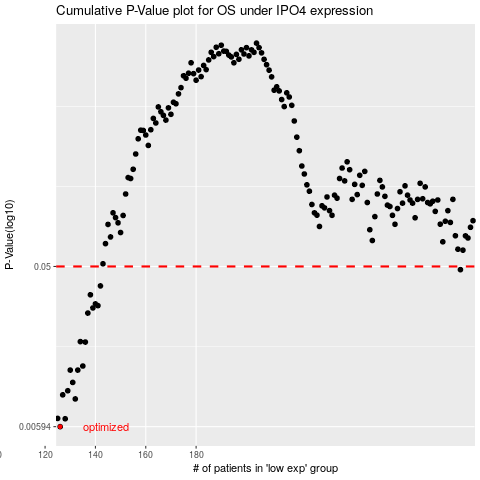 Cumulative P-Value plot for OS under IPO4 expression
P-Value(log10)
0.05
0.00594
optimized
0 120 140 160 180
# of patients in 'low exp' group